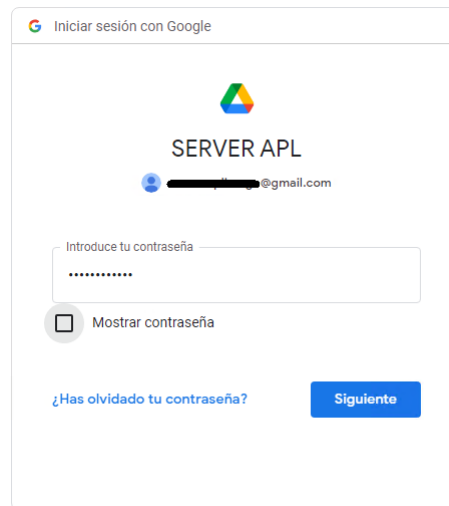 Iniciar sesión con Google
SERVER APL
@gmail.com
Introduce tu contraseña
••••••••••••
Mostrar contraseña
¿Has olvidado tu contraseña?
Siguiente